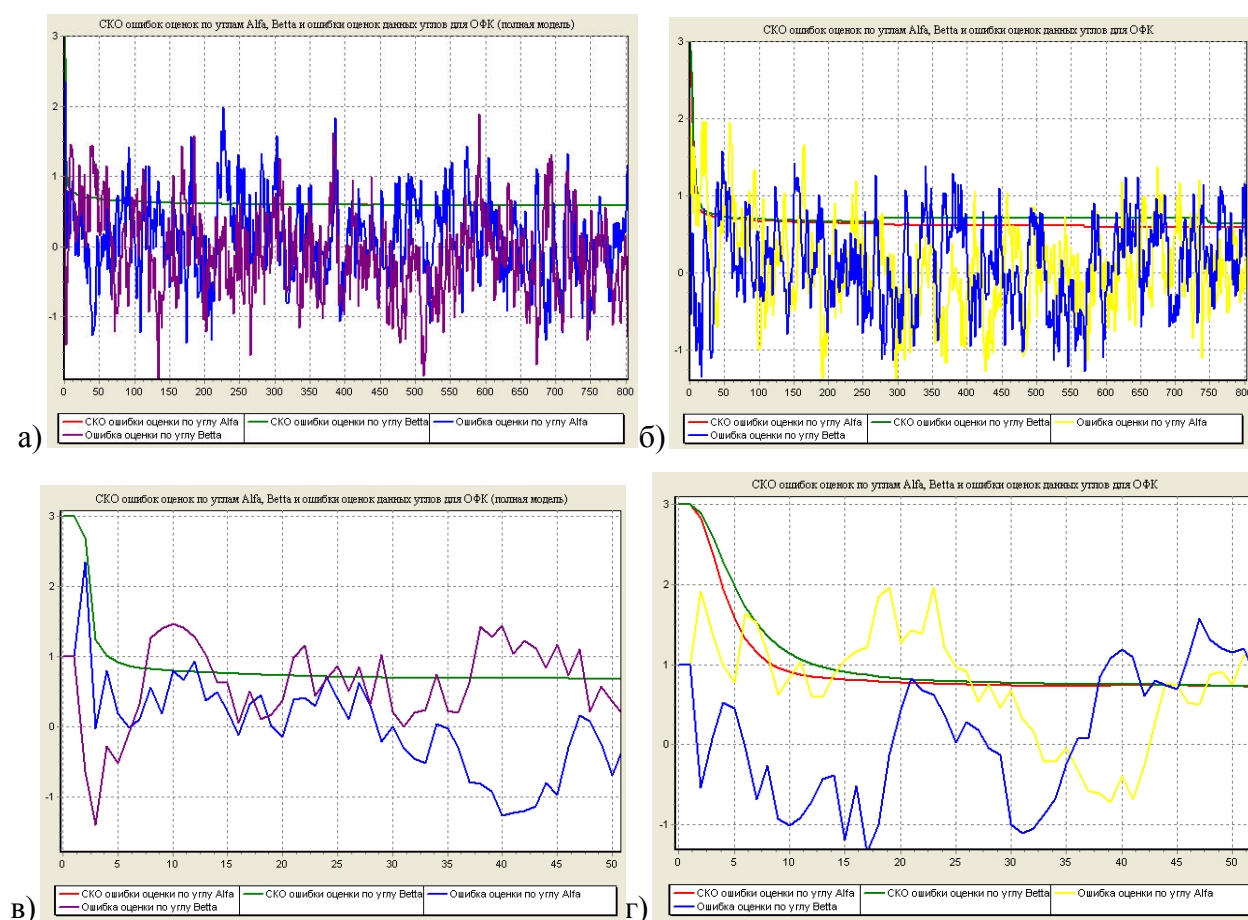 СКО ошибок оценок по углам Alfa, Betta и ошибки оценок данных углов для ОФК (полная модель)
3
2
1
0
-1
0 50 100 150 200 250 300 350 400 450 500 550 600 650 700 750 800
СКО ошибки оценки по углу Alfa СКО ошибки оценки по углу Betta Ошибка оценки по углу Alfa
Ошибка оценки по углу Betta
а)
СКО ошибок оценок по углам Alfa, Betta и ошибки оценок данных углов для ОФК
3
2
1
0
-1
0 50 100 150 200 250 300 350 400 450 500 550 600 650 700 750 800
СКО ошибки оценки по углу Alfa СКО ошибки оценки по углу Betta Ошибка оценки по углу Alfa
Ошибка оценки по углу Betta
б)
СКО ошибок оценок по углам Alfa, Betta и ошибки оценок данных углов для ОФК (полная модель)
3
2
1
0
-1
0 5 10 15 20 25 30 35 40 45 50
СКО ошибки оценки по углу Alfa СКО ошибки оценки по углу Betta Ошибка оценки по углу Alfa
Ошибка оценки по углу Betta
в)
СКО ошибок оценок по углам Alfa, Betta и ошибки оценок данных углов для ОФК
3
2
1
0
-1
0 5 10 15 20 25 30 35 40 45 50
СКО ошибки оценки по углу Alfa СКО ошибки оценки по углу Betta Ошибка оценки по углу Alfa
Ошибка оценки по углу Betta
г)